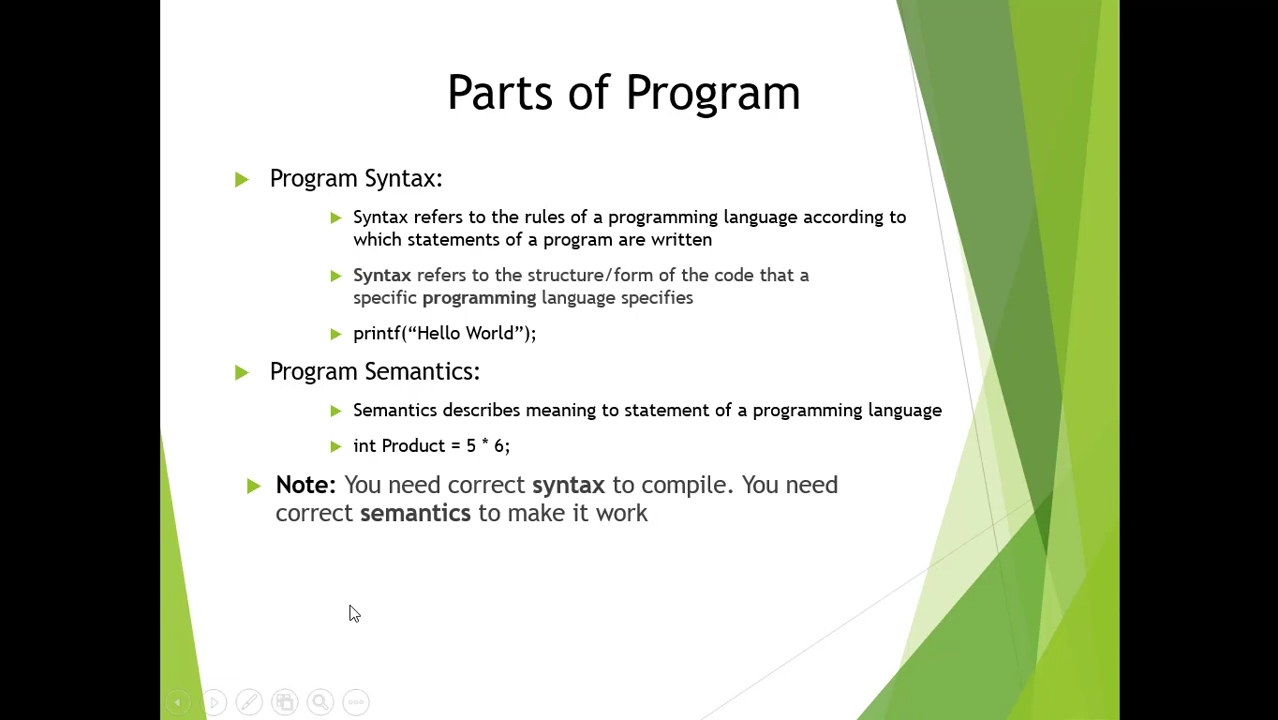 Parts of Program
Program Syntax:
Syntax refers to the rules of a programming language according to
which statements of a program are written
Syntax refers to the structure/form of the code that a
specific programming language specifies
printf(“Hello World”);
Program Semantics:
Semantics describes meaning to statement of a programming language
int Product = 5 * 6;
Note: You need correct syntax to compile. You need
correct semantics to make it work